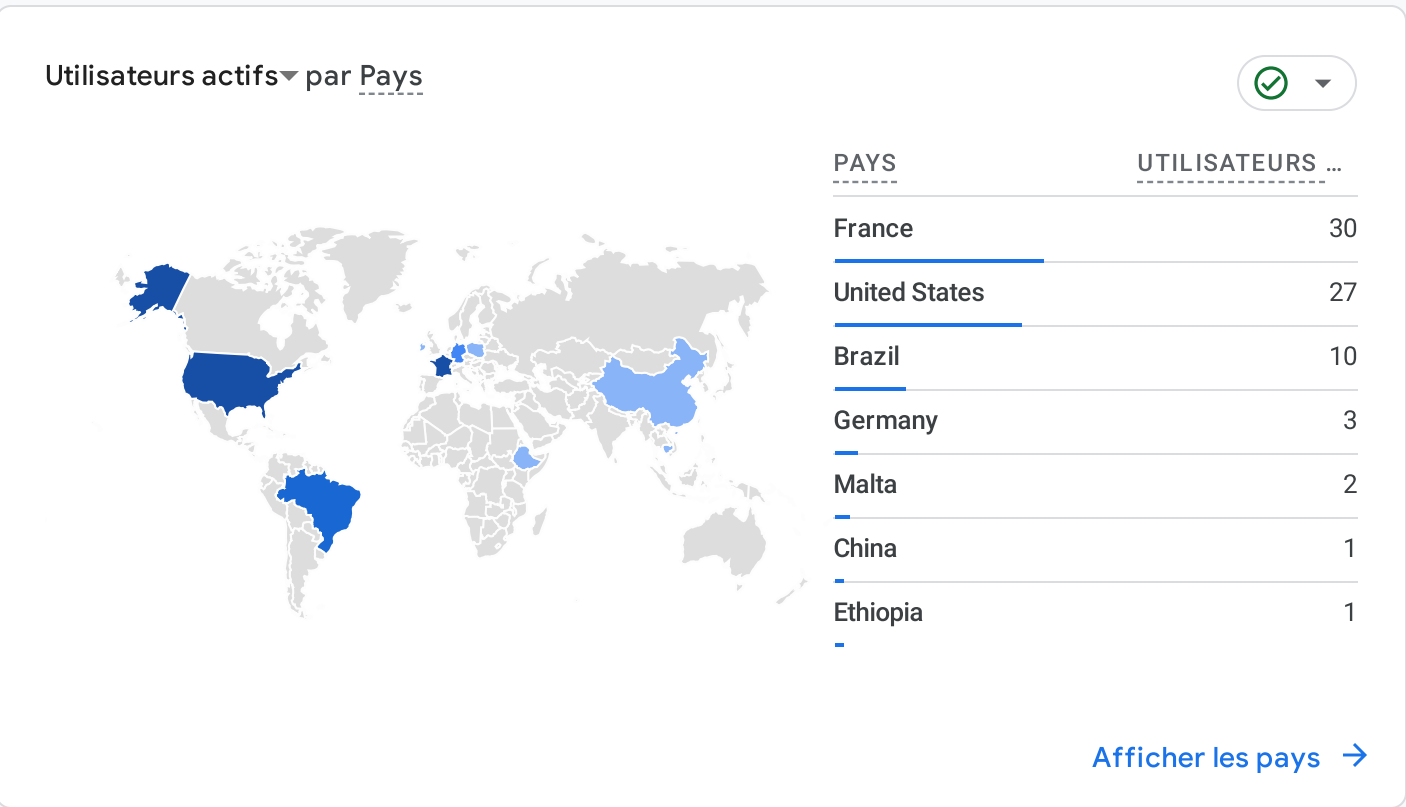 Utilisateurs actifs par Pays
PAYS UTILISATEURS ...
France 30
United States 27
Brazil 10
Germany 3
Malta 2
China 1
Ethiopia 1
Afficher les pays